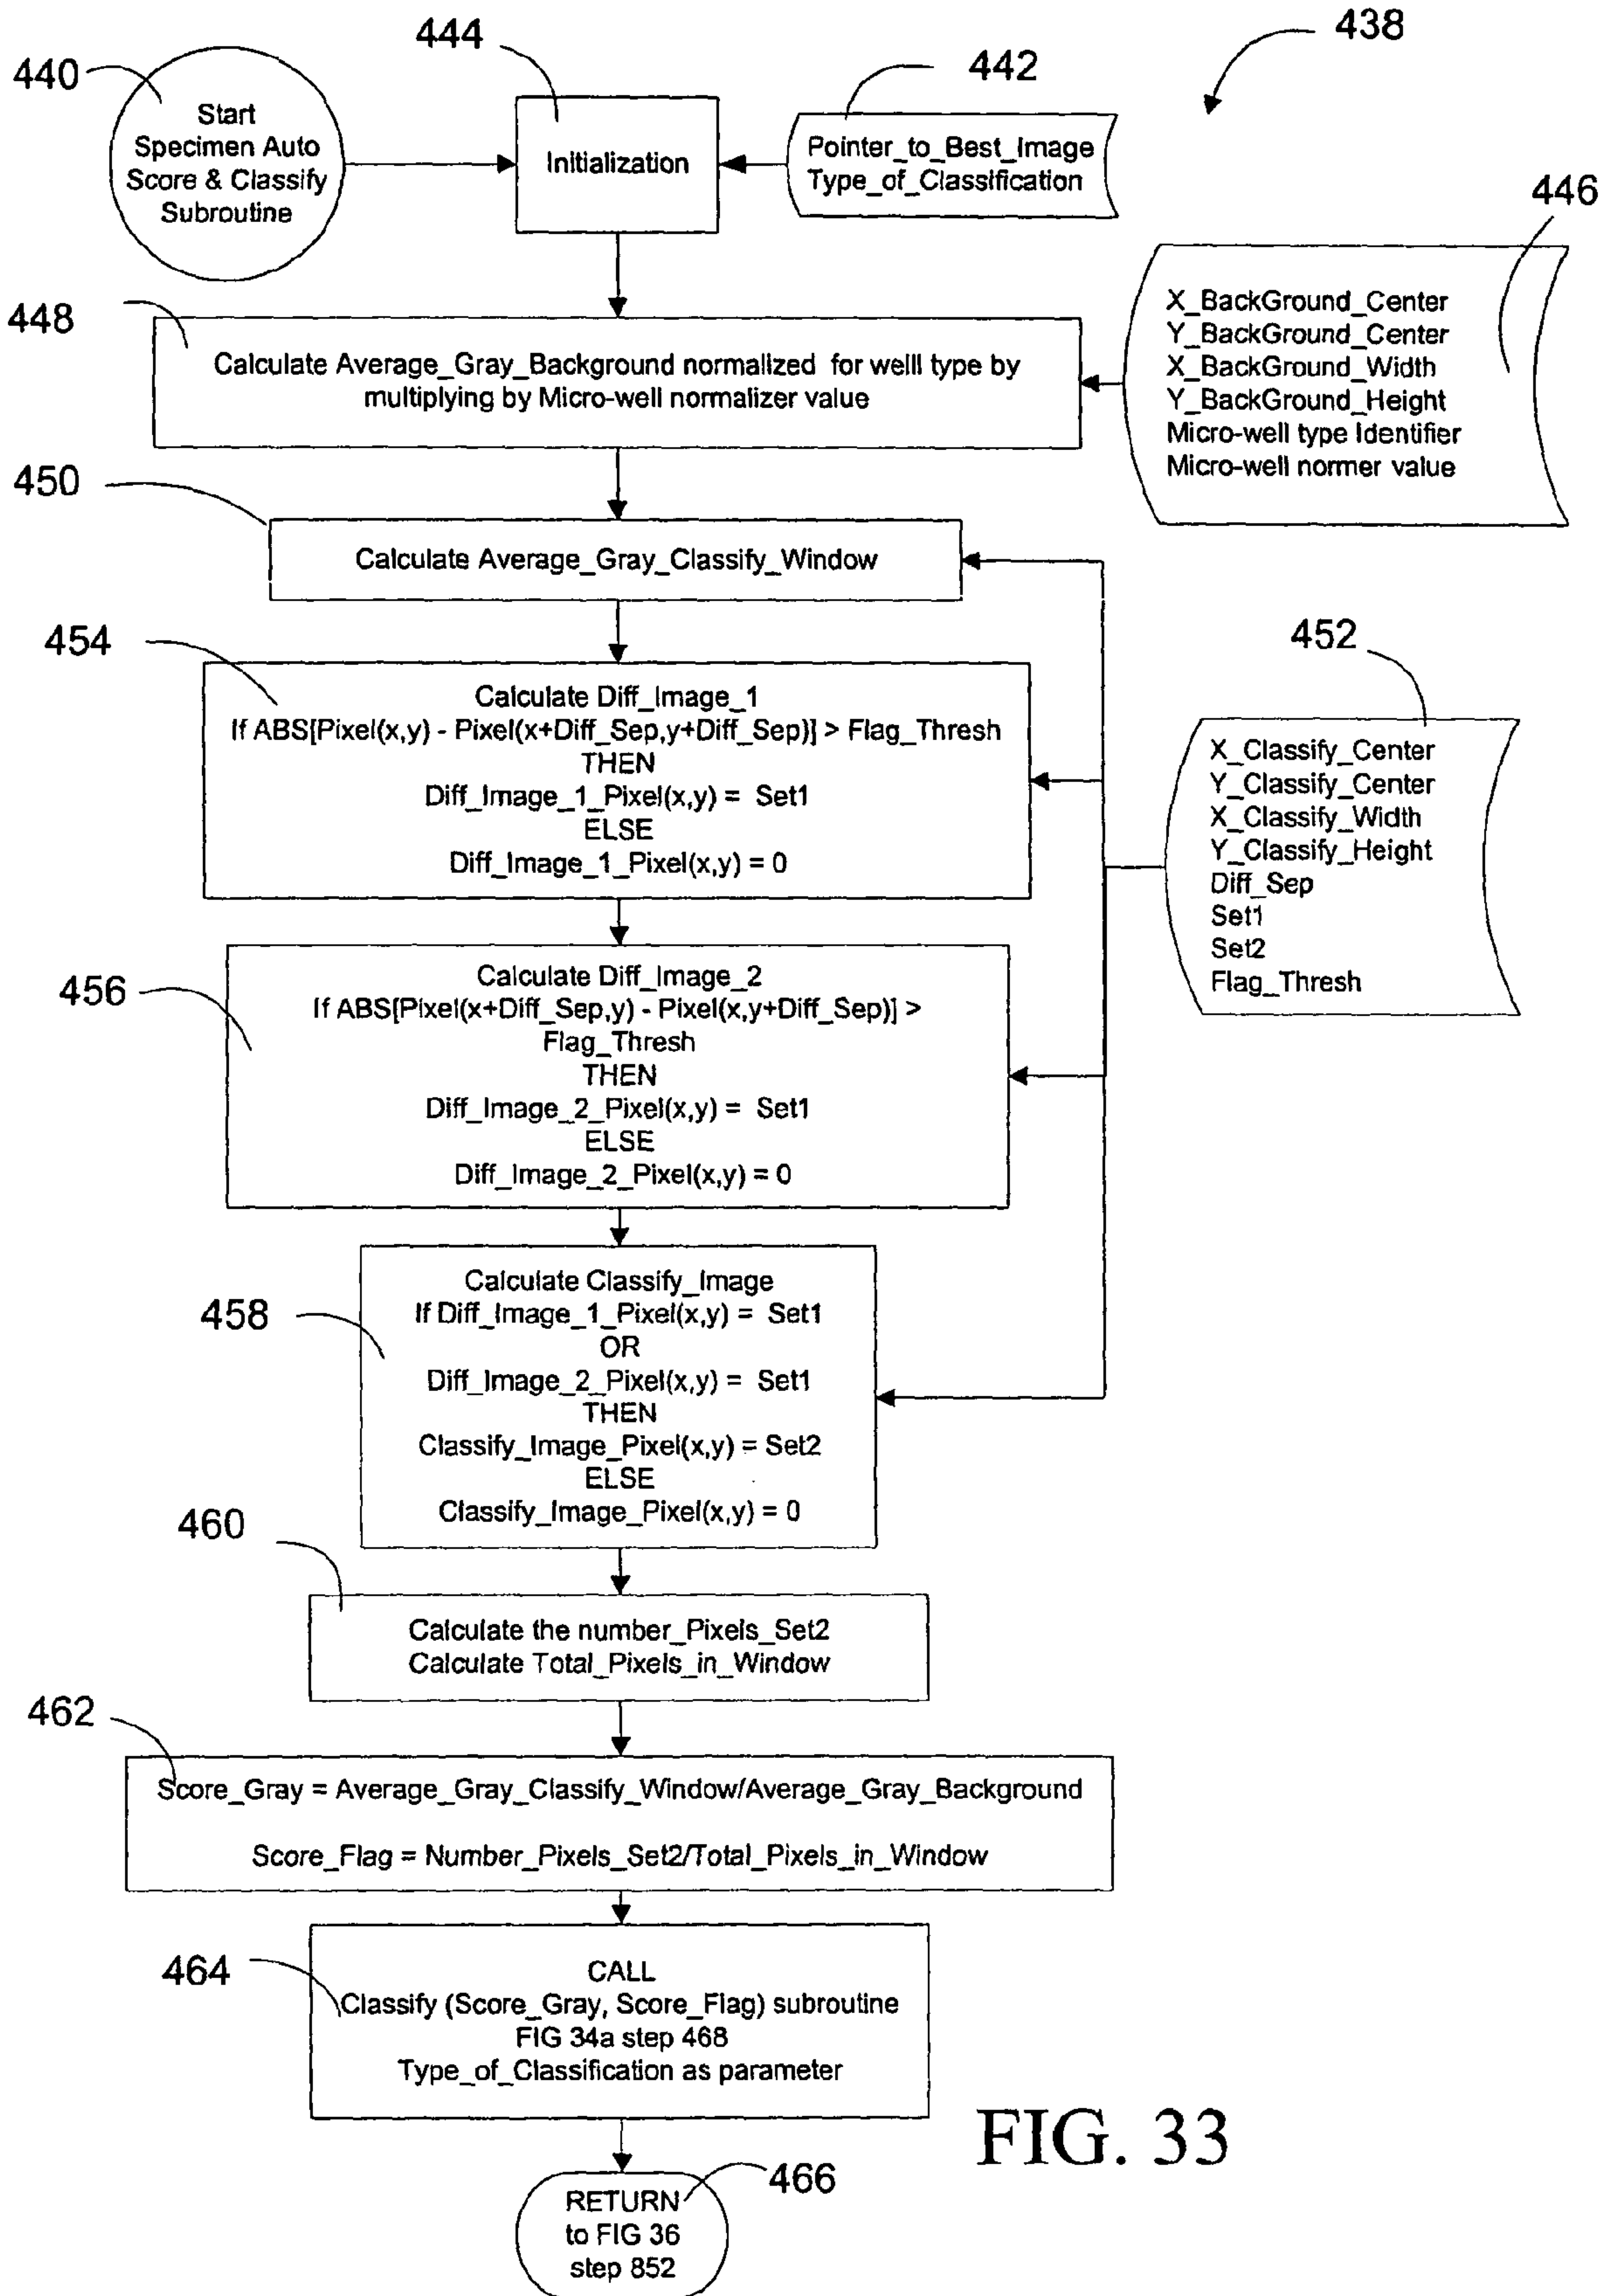 438
444
442
440
Start
Specimen Auto
Score & Classify
Subroutine
Initialization
Pointer_to_Best_Image
Type_of_Classification
446
448
Calculate Average_Gray_Background normalized for welll type by
multiplying by Micro-well normalizer value
X_BackGround_Center
Y_BackGround_Center
X_BackGround_Width
Y_BackGround_Height
Micro-well type Identifier
Micro-well normer value
450
Calculate Average_Gray_Classify_Window
454
Calculate Diff_Image_1
If ABS[Pixel(x,y) - Pixel(x+Diff_Sep,y+Diff_Sep)] > Flag_Thresh
THEN
Diff_Image_1_Pixel(x,y) = Set1
ELSE
Diff_Image_1_Pixel(x,y) = 0
452
X_Classify_Center
Y_Classify_Center
X_Classify_Width
Y_Classify_Height
Diff_Sep
Set1
Set2
Flag_Thresh
456
Calculate Diff_Image_2
If ABS[Pixel(x+Diff_Sep,y) - Pixel(x,y+Diff_Sep)] >
Flag_Thresh
THEN
Diff_Image_2_Pixel(x,y) = Set1
ELSE
Diff_Image_2_Pixel(x,y) = 0
458
Calculate Classify_Image
If Diff_Image_1_Pixel(x,y) = Set1
OR
Diff_Image_2_Pixel(x,y) = Set1
THEN
Classify_Image_Pixel(x,y) = Set2
ELSE
Classify_Image_Pixel(x,y) = 0
460
Calculate the number_Pixels_Set2
Calculate Total_Pixels_in_Window
462
Score_Gray = Average_Gray_Classify_Window/Average_Gray_Background
Score_Flag = Number_Pixels_Set2/Total_Pixels_in_Window
464
CALL
Classify (Score_Gray, Score_Flag) subroutine
FIG 34a step 468
Type_of_Classification as parameter
466
RETURN
to FIG 36
step 852
FIG. 33